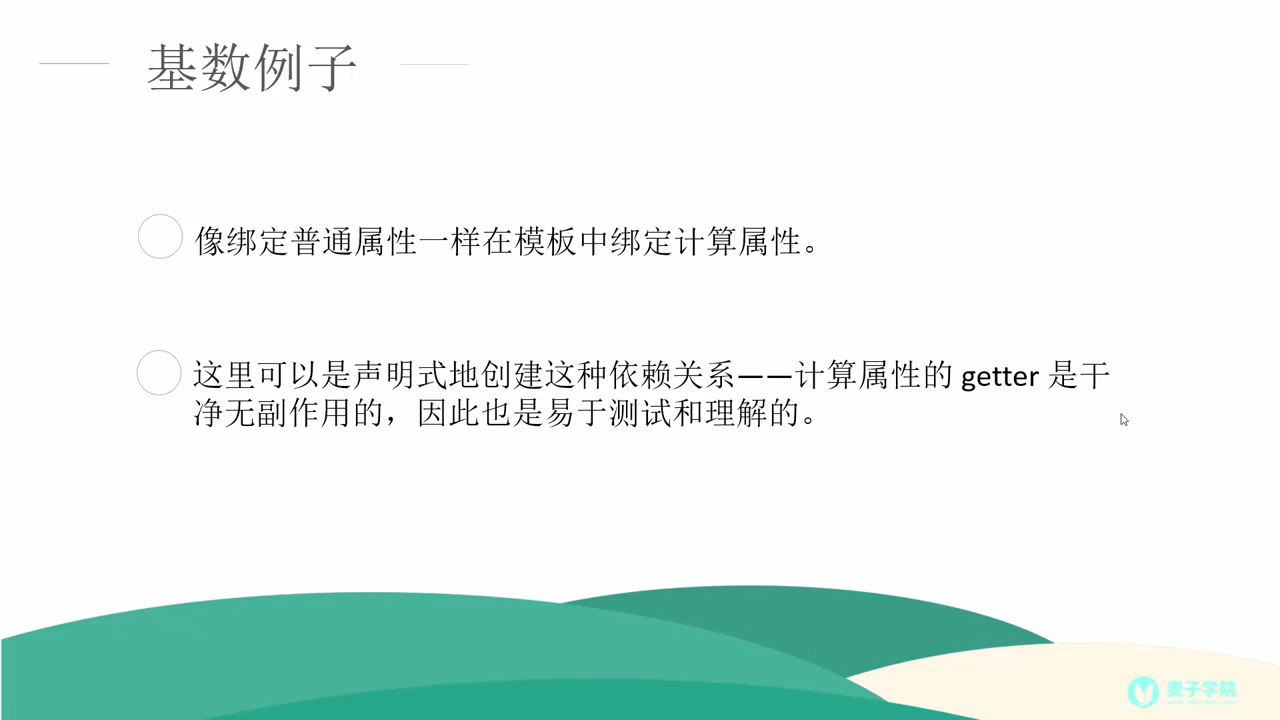 基数例子
像绑定普通属性一样在模板中绑定计算属性。
这里可以是声明式地创建这种依赖关系——计算属性的 getter 是干
净无副作用的，因此也是易于测试和理解的。
麦子学院